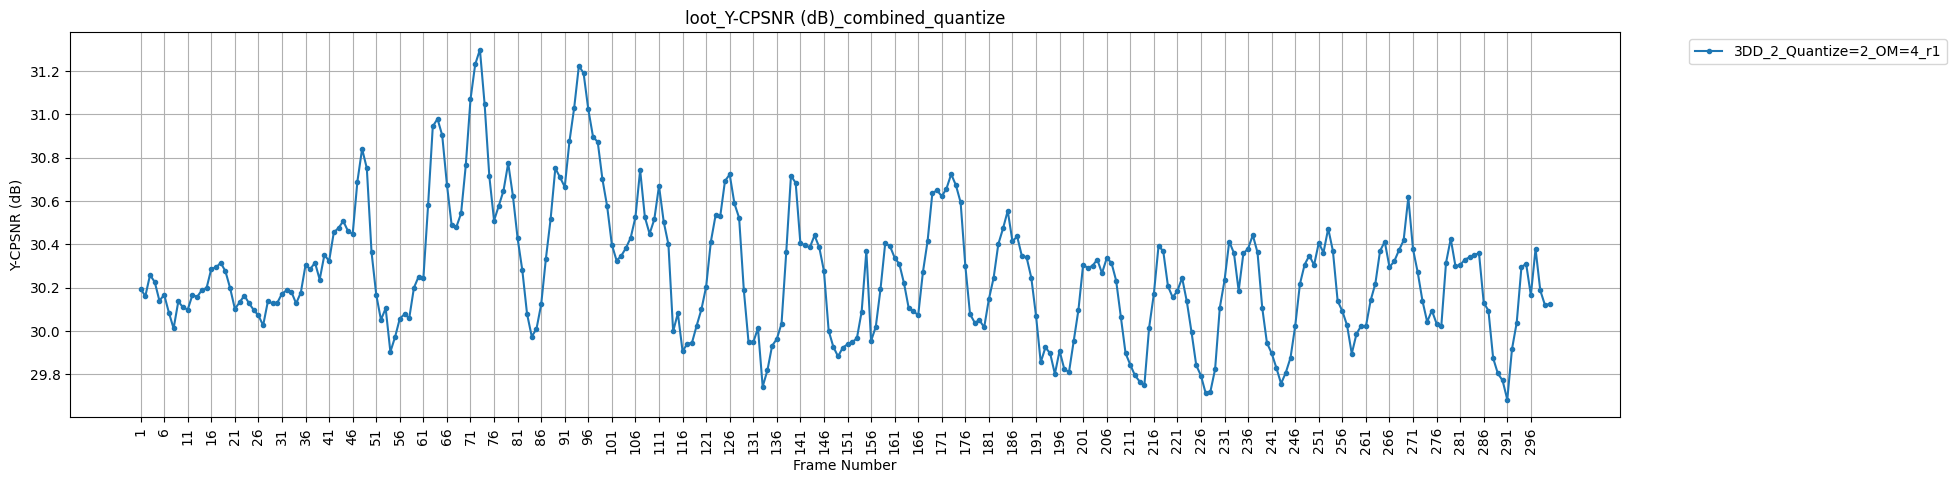 loot_Y-CPSNR (dB)_combined_quantize
3DD_2_Quantize=2_OM=4_r1
Y-CPSNR (dB)
31.2
31.0
30.8
30.6
30.4
30.2
30.0
29.8
1 6 11 16 21 26 31 36 41 46 51 56 61 66 71 76 81 86 91 96 101 106 111 116 121 126 131 136 141 146 151 156 161 166 171 176 181 186 191 196 201 206 211 216 221 226 231 236 241 246 251 256 261 266 271 276 281 286 291 296
Frame Number